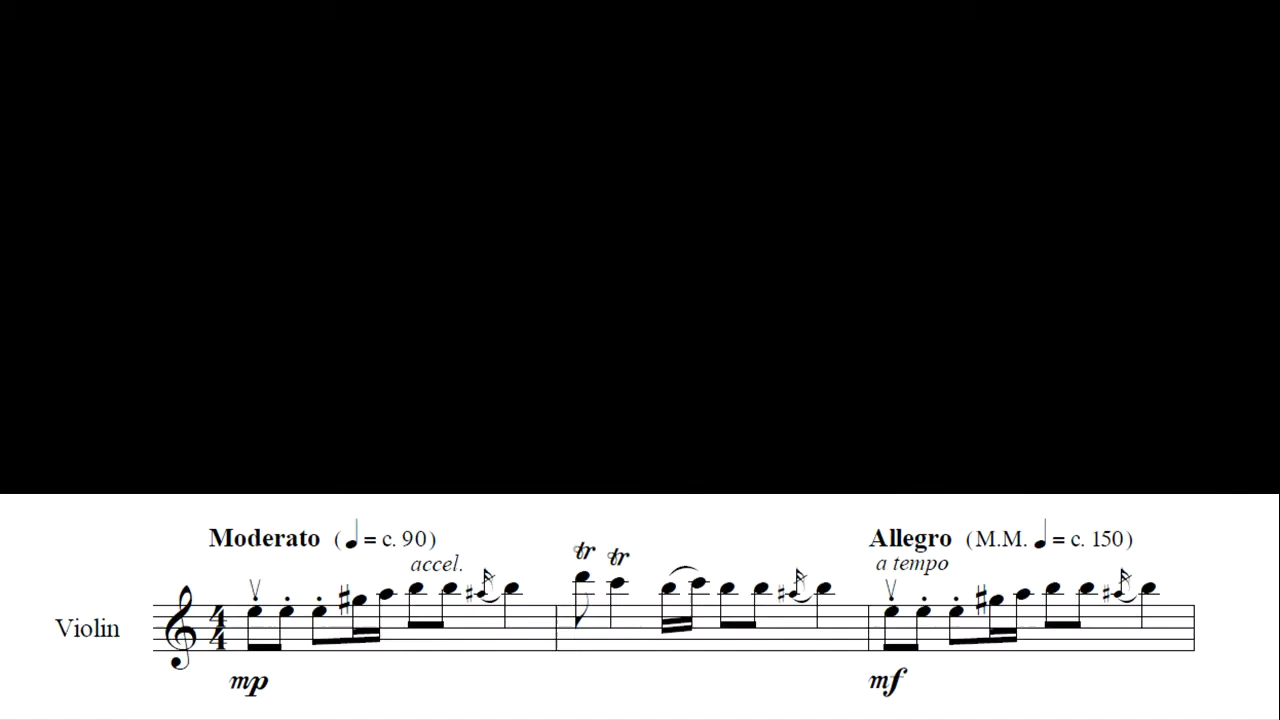 Moderato (♩ = c. 90) Allegro (M.M. ♩ = c. 150)
accel. a tempo
tr tr
Violin
mp mf